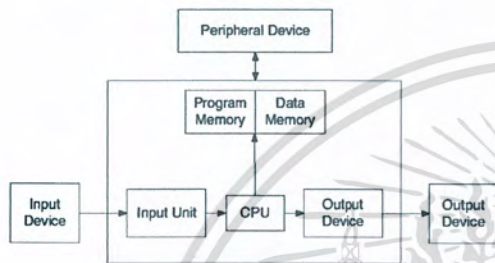 Peripheral Device
Program Memory
Data Memory
Input Device
Input Unit
CPU
Output Device
Output Device